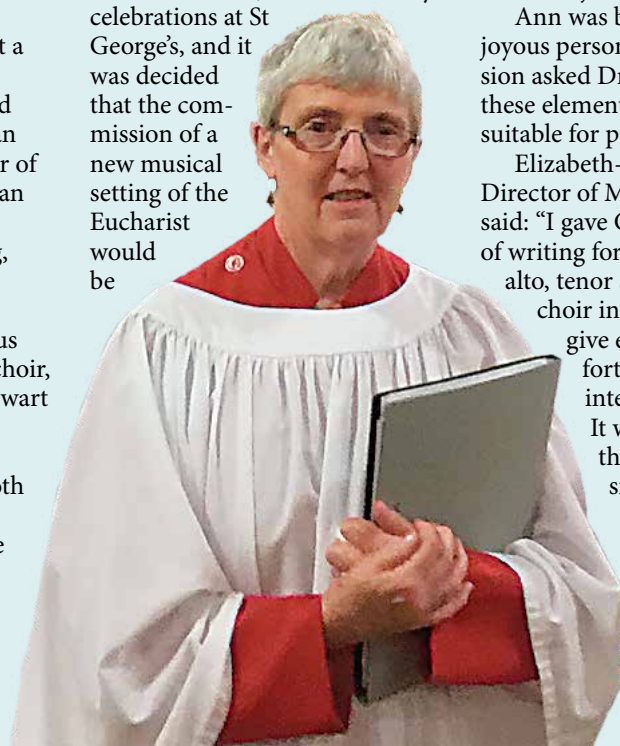 t a
d
an
r of
an
g,
us
choir,
wart
oth
e
celebrations at St
George’s, and it
was decided
that the com-
mission of a
new musical
setting of the
Eucharist
would
be
Ann was b
joyous person
sion asked Dr
these element
suitable for p
Elizabeth-
Director of M
said: “I gave C
of writing for
alto, tenor
choir in
give e
fort
inte
It w
th
si